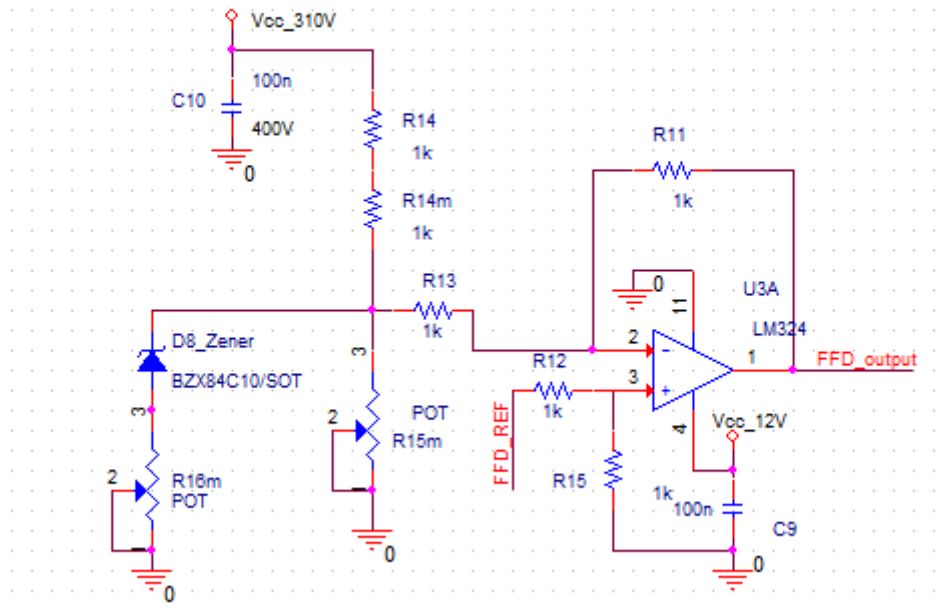 Vcc_310V
100n
C10
400V
0
R14
1k
R14m
1k
R11
1k
R13
1k
0
11
U3A
LM324
2
1
FFD_output
3
D8_Zener
BZX84C10/SOT
3
R12
1k
3
4
Vcc_12V
POT
2
R15m
1
0
FFD_REF
R15
1k
100n
C9
0
2
R16m
POT
1
0